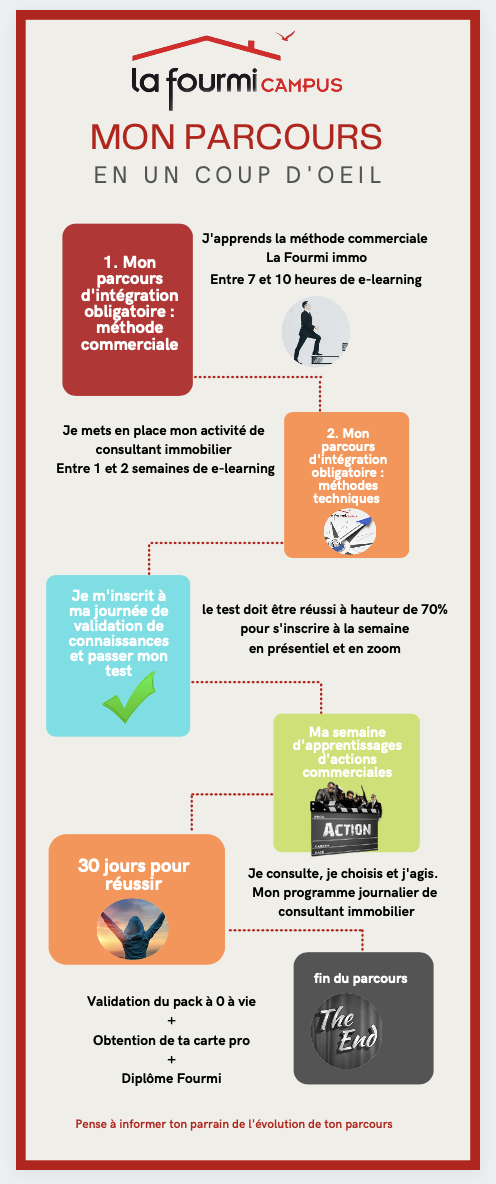 la fourmi CAMPUS
MON PARCOURS
EN UN COUP D'OEIL
1. Mon
parcours
d'intégration
obligatoire :
méthode
commerciale
J'apprends la méthode commerciale
La Fourmi immo
Entre 7 et 10 heures de e-learning
Je mets en place mon activité de
consultant immobilier
Entre 1 et 2 semaines de e-learning
2. Mon
parcours
d'intégration
obligatoire :
méthodes
techniques
Je m'inscrit à
ma journée de
validation de
connaissances
et passer mon
test
le test doit être réussi à hauteur de 70%
pour s'inscrire à la semaine
en présentiel et en zoom
Ma semaine
d'apprentissages
d'actions
commerciales
ACTION
30 jours pour
réussir
Je consulte, je choisis et j'agis.
Mon programme journalier de
consultant immobilier
fin du parcours
The
End
Validation du pack à 0 à vie
+
Obtention de ta carte pro
+
Diplôme Fourmi
Pense à informer ton parrain de l'évolution de ton parcours